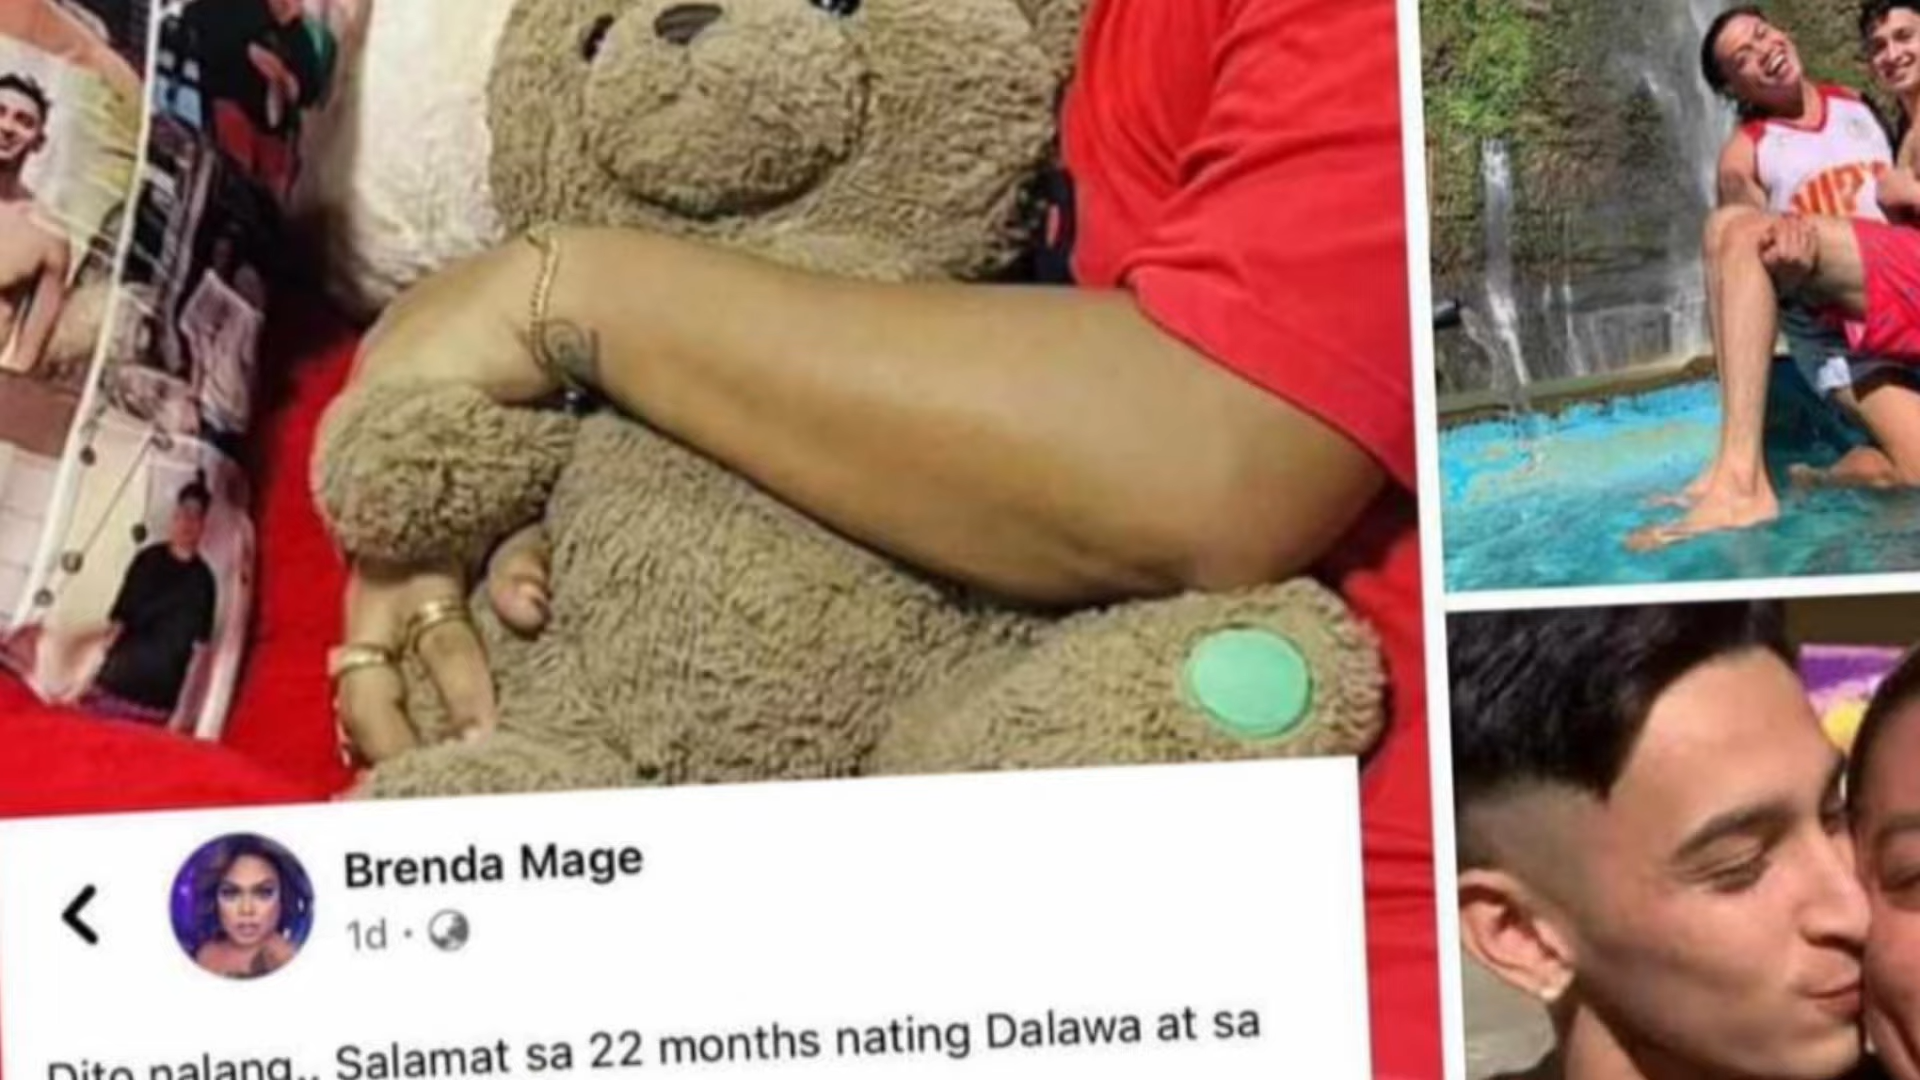 Brenda Mage
1d
Dito nalang.. Salamat sa 22 months nating Dalawa at sa